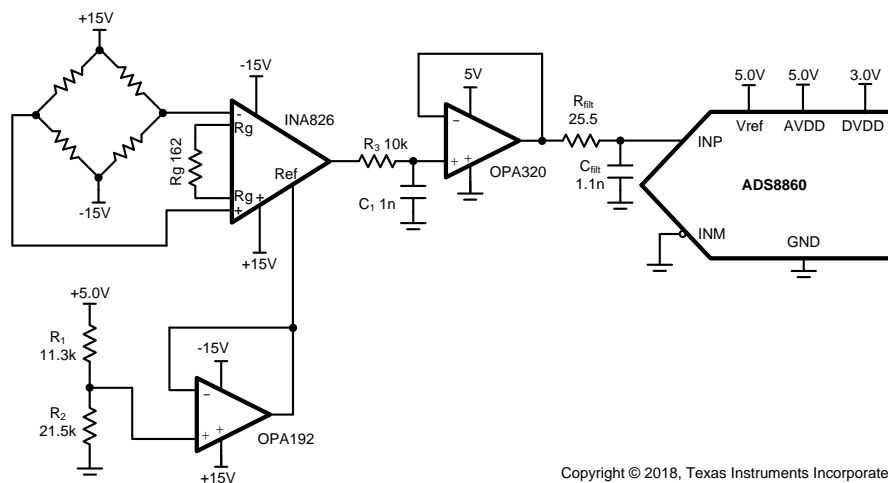 +15V
-15V
5V
5.0V
5.0V
3.0V
INA826
Rfilt
25.5
Vref
AVDD
DVDD
-
Rg
Rg 162
Rg
+
+
Ref
R3 10k
−
+
+
OPA320
INP
C1 1n
Cfilt
1.1n
ADS8860
-15V
INM
GND
+15V
+5.0V
R1
11.3k
-15V
R2
21.5k
−
+
+
OPA192
+15V
Copyright © 2018, Texas Instruments Incorporate